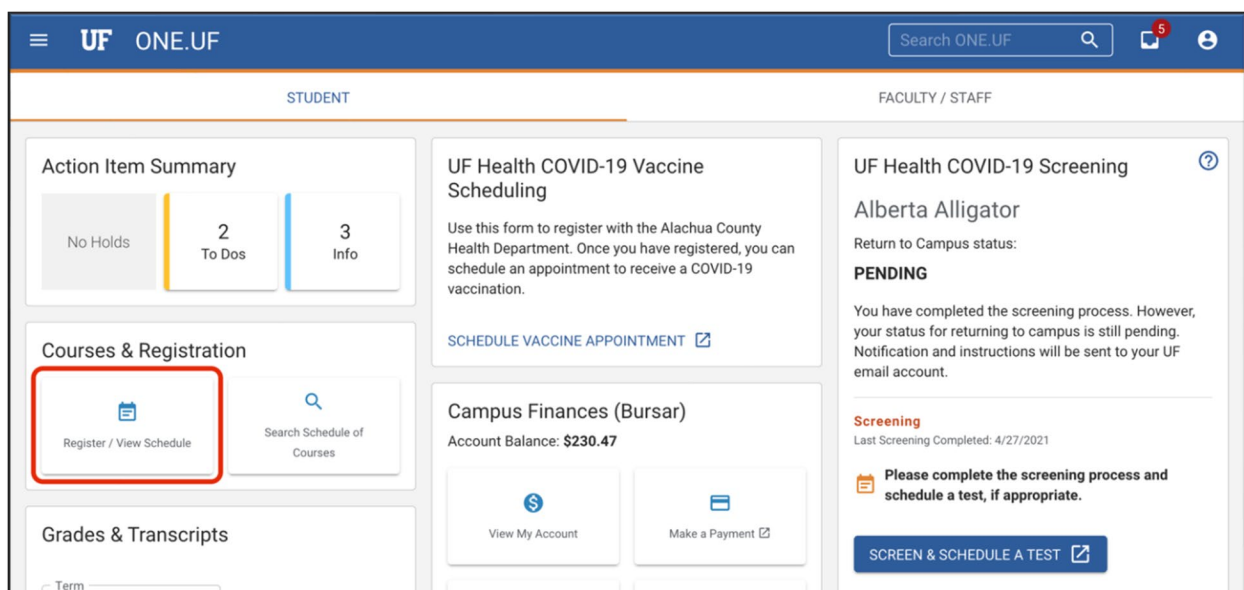 UF ONE.UF
Search ONE.UF
5
STUDENT
FACULTY / STAFF
Action Item Summary
No Holds
2
To Dos
3
Info
Courses & Registration
Register / View Schedule
Search Schedule of
Courses
Grades & Transcripts
Term
UF Health COVID-19 Vaccine
Scheduling
Use this form to register with the Alachua County
Health Department. Once you have registered, you can
schedule an appointment to receive a COVID-19
vaccination.
SCHEDULE VACCINE APPOINTMENT
Campus Finances (Bursar)
Account Balance: $230.47
View My Account
Make a Payment
UF Health COVID-19 Screening
Alberta Alligator
Return to Campus status:
PENDING
You have completed the screening process. However,
your status for returning to campus is still pending.
Notification and instructions will be sent to your UF
email account.
Screening
Last Screening Completed: 4/27/2021
Please complete the screening process and
schedule a test, if appropriate.
SCREEN & SCHEDULE A TEST